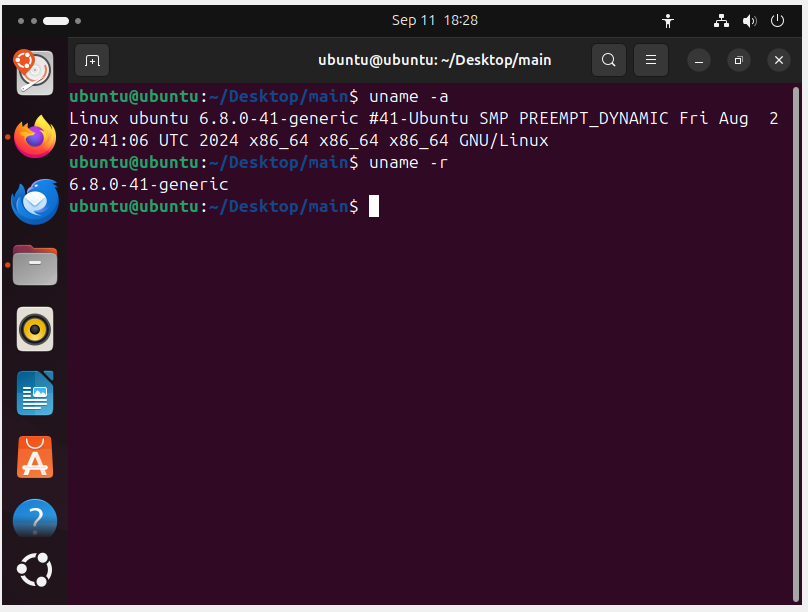 Sep 11 18:28
ubuntu@ubuntu: ~/Desktop/main
ubuntu@ubuntu:~/Desktop/main$ uname -a
Linux ubuntu 6.8.0-41-generic #41-Ubuntu SMP PREEMPT_DYNAMIC Fri Aug  2
20:41:06 UTC 2024 x86_64 x86_64 x86_64 GNU/Linux
ubuntu@ubuntu:~/Desktop/main$ uname -r
6.8.0-41-generic
ubuntu@ubuntu:~/Desktop/main$